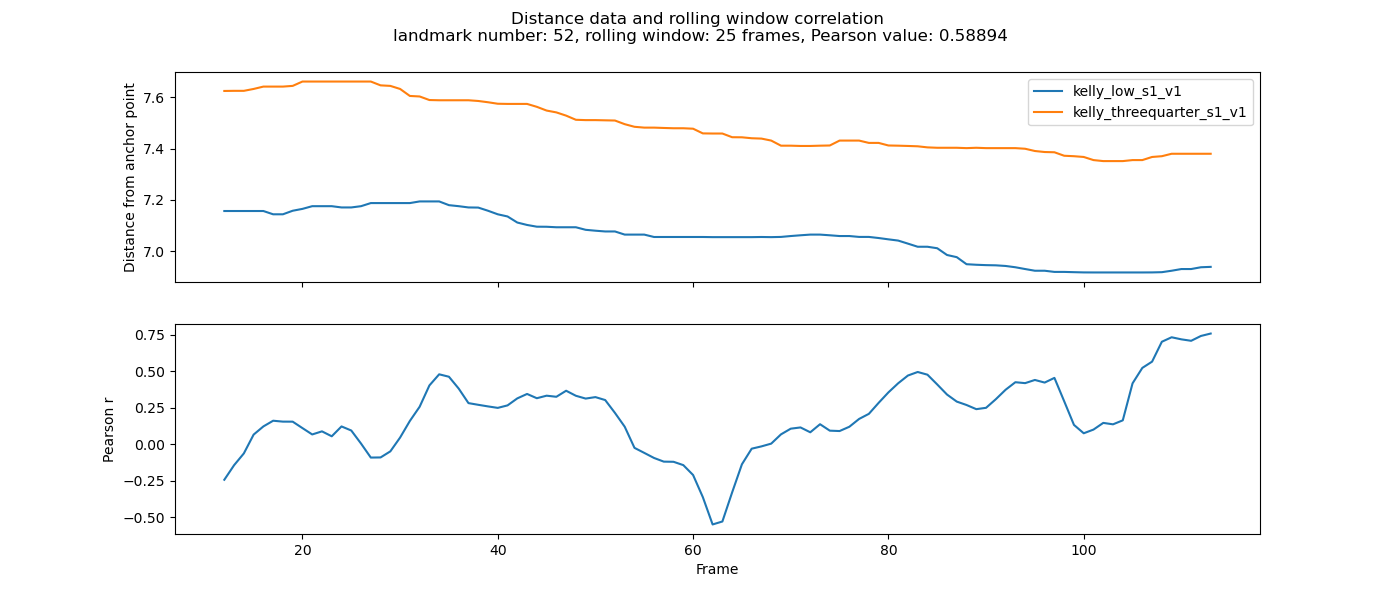 Distance data and rolling window correlation
landmark number: 52, rolling window: 25 frames, Pearson value: 0.58894
Distance from anchor point
7.6
7.4
7.2
7.0
kelly_low_s1_v1
kelly_threequarter_s1_v1
Pearson r
0.75
0.50
0.25
0.00
−0.25
−0.50
20 40 60 80 100
Frame